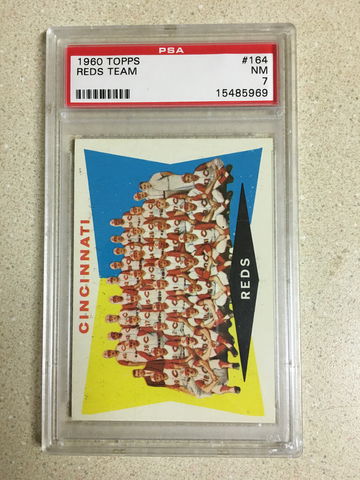 PSA
1960 TOPPS #164
REDS TEAM NM
7
15485969
CINCINNATI
REDS